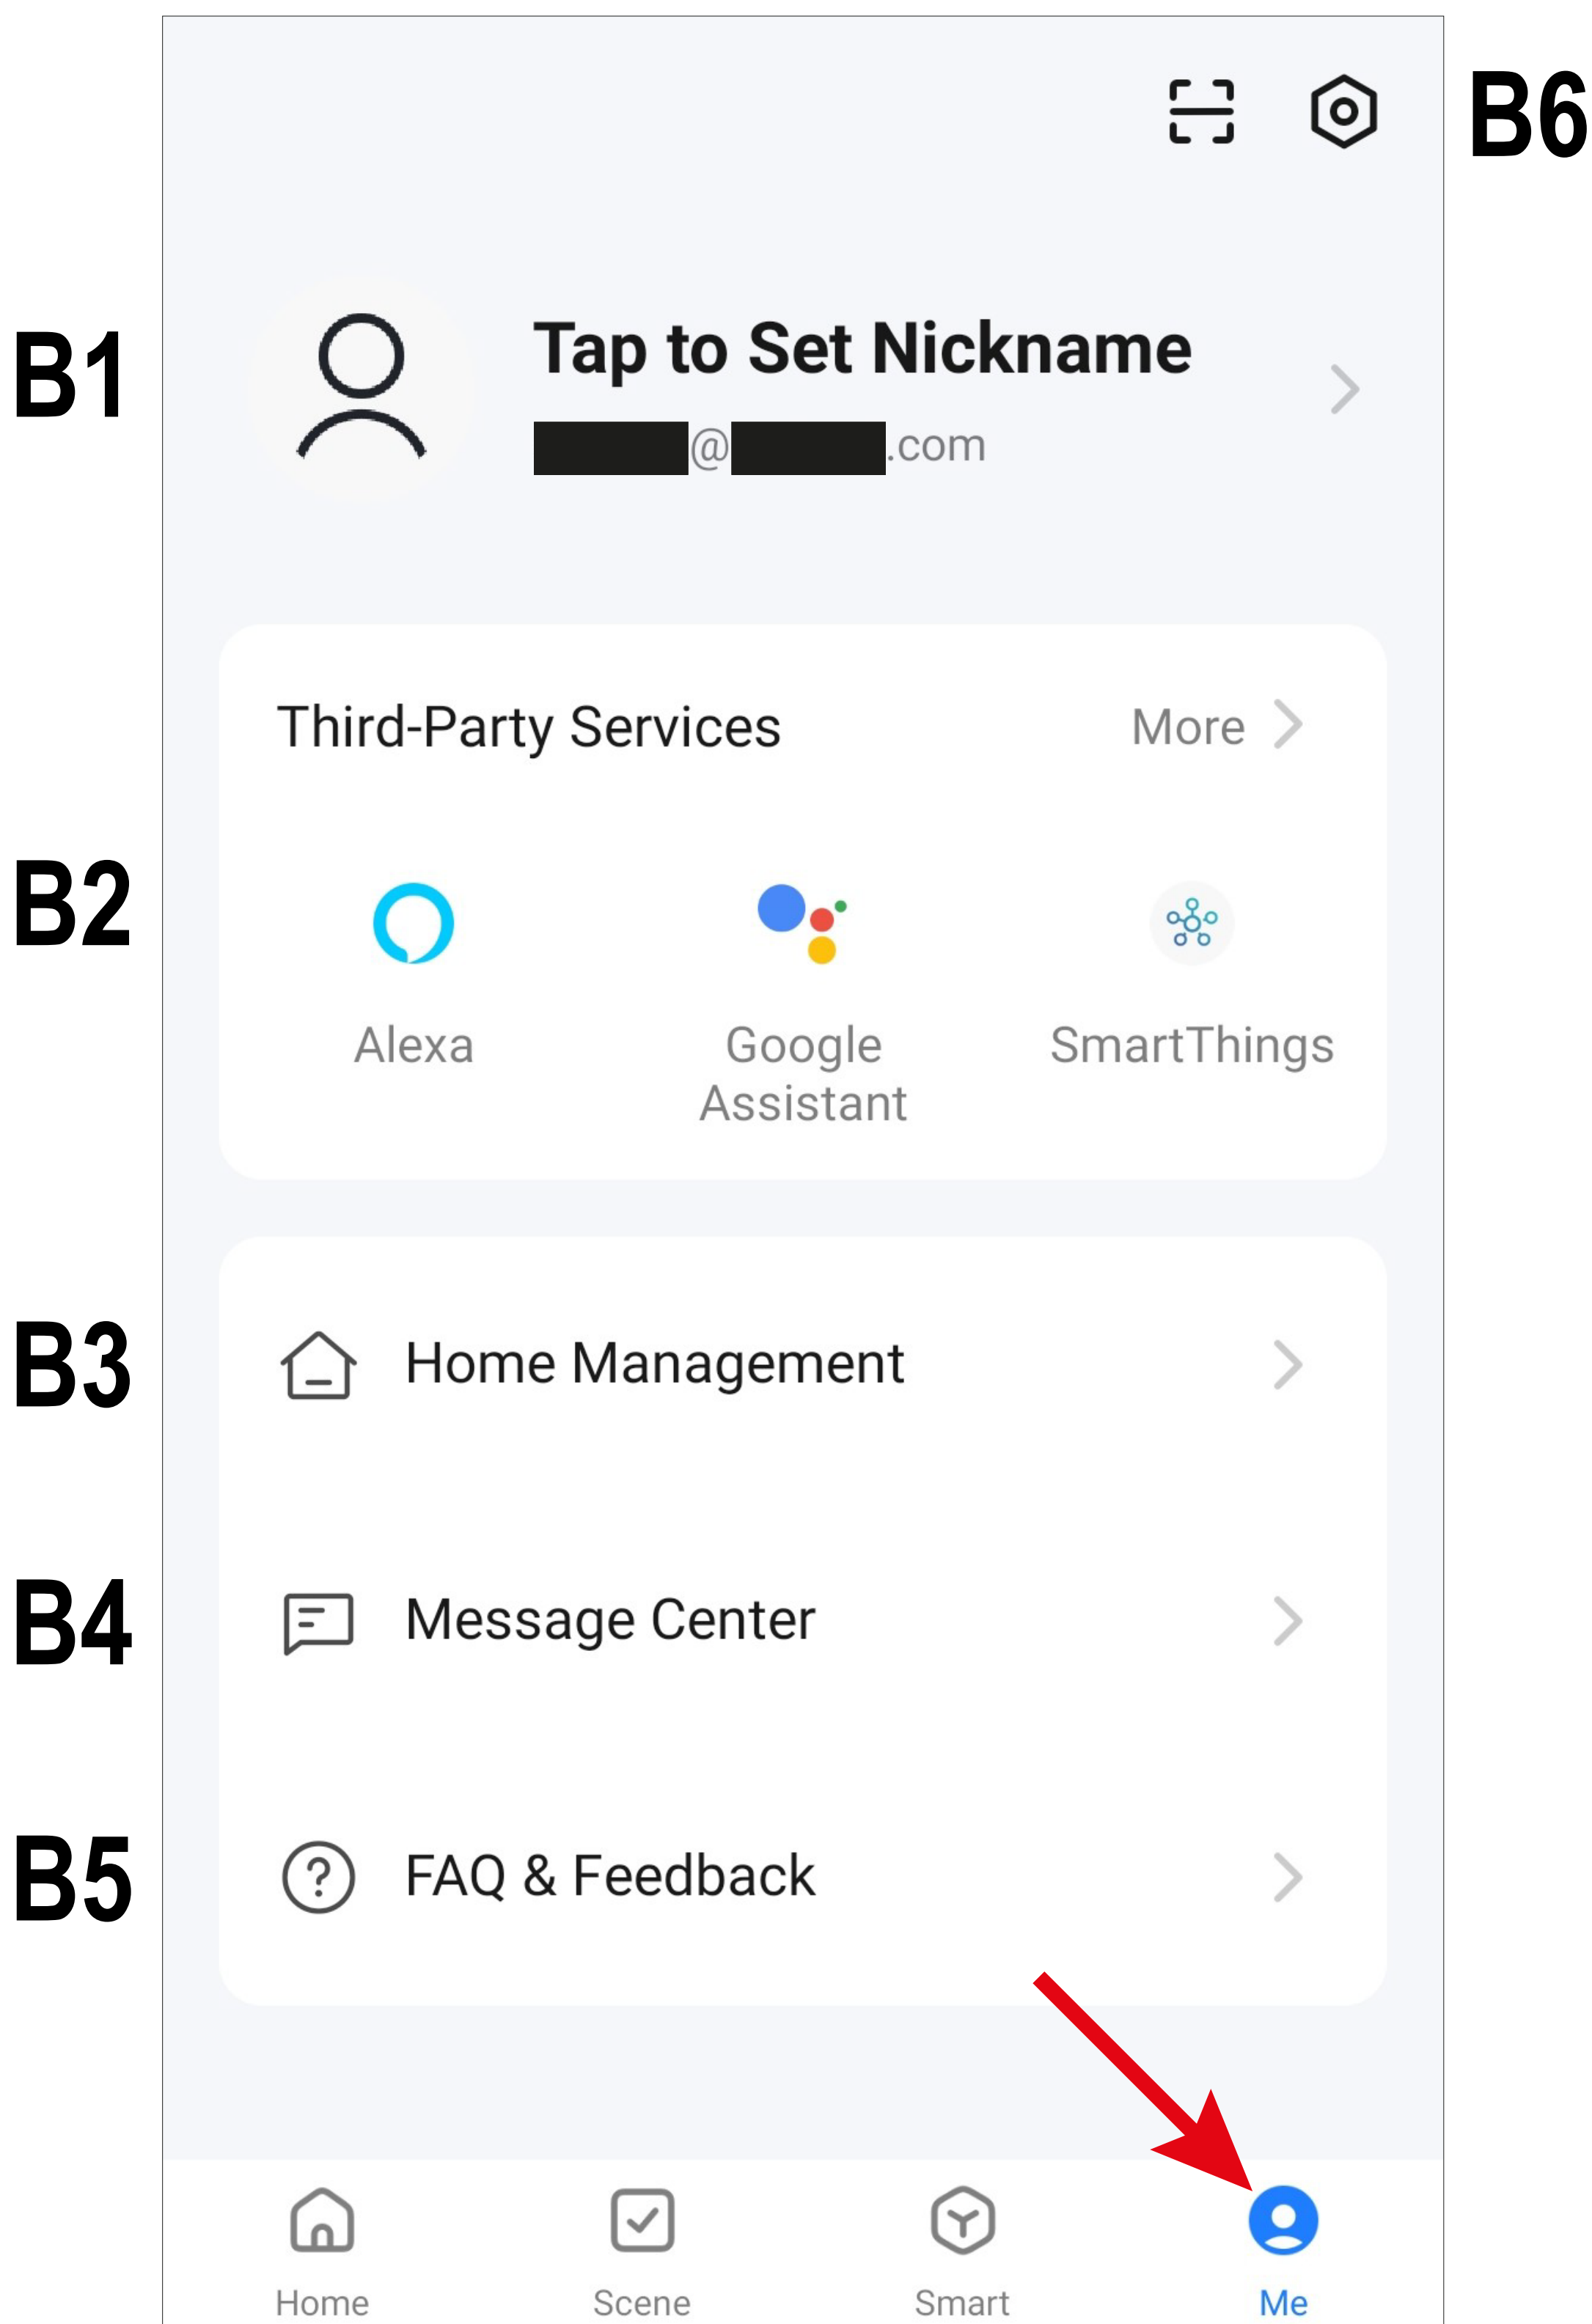 B6
B1
Tap to Set Nickname
@ .com
Third-Party Services More
B2
Alexa Google Assistant SmartThings
B3
Home Management
B4
Message Center
B5
FAQ & Feedback
Home Scene Smart Me